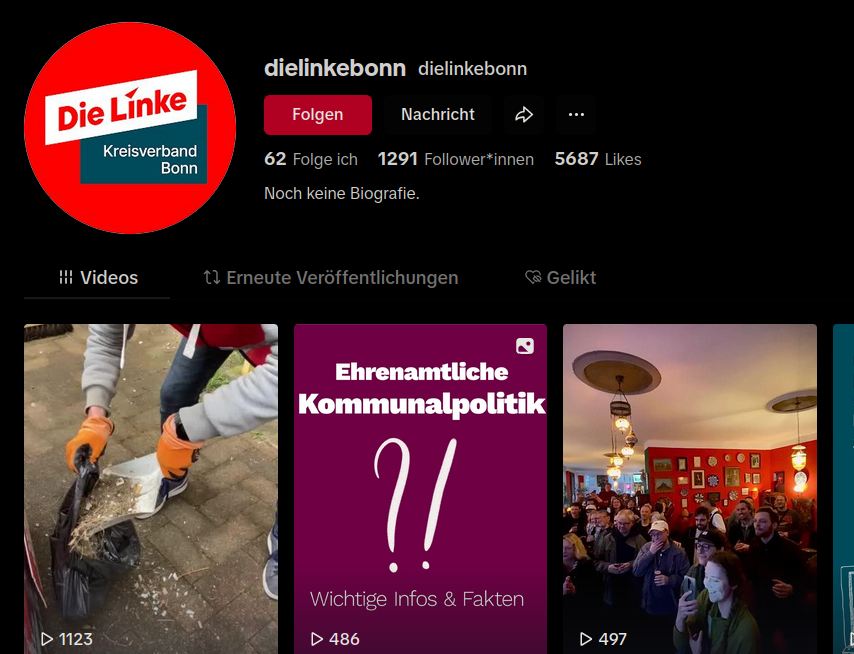 Die Linke
Kreisverband
Bonn
dielinkebonn dielinkebonn
Folgen Nachricht
62 Folge ich 1291 Follower*innen 5687 Likes
Noch keine Biografie.
Videos Erneute Veröffentlichungen Gelikt
Ehrenamtliche
Kommunalpolitik
?!
Wichtige Infos & Fakten
1123 486 497